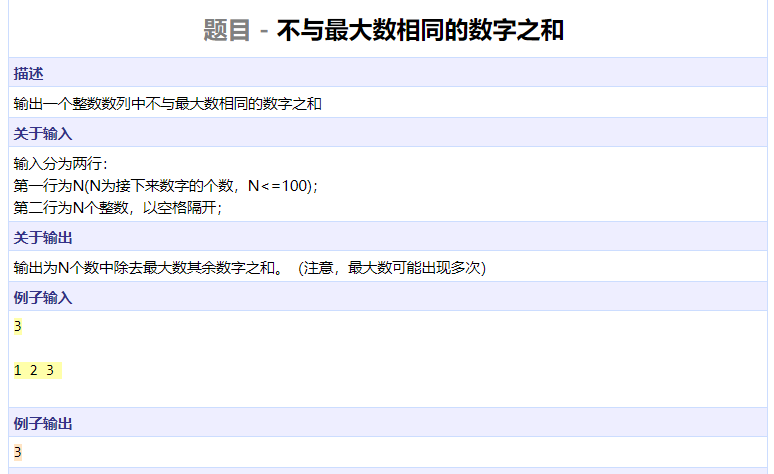 题目 - 不与最大数相同的数字之和
描述
输出一个整数数列中不与最大数相同的数字之和
关于输入
输入分为两行：
第一行为N(N为接下来数字的个数，N<=100)；
第二行为N个整数，以空格隔开；
关于输出
输出为N个数中除去最大数其余数字之和。（注意，最大数可能出现多次）
例子输入
3
1 2 3
例子输出
3